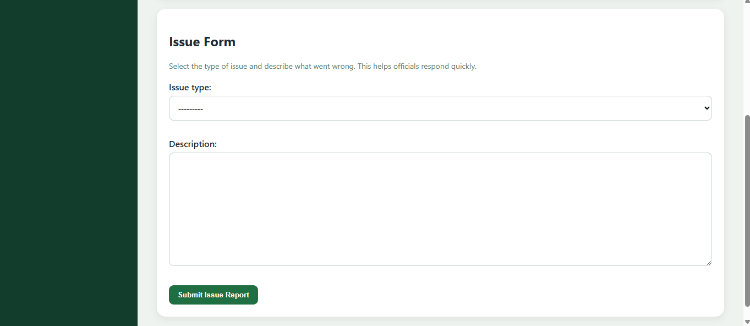 Issue Form
Select the type of issue and describe what went wrong. This helps officials respond quickly.
Issue type:
---------
Description:
Submit Issue Report